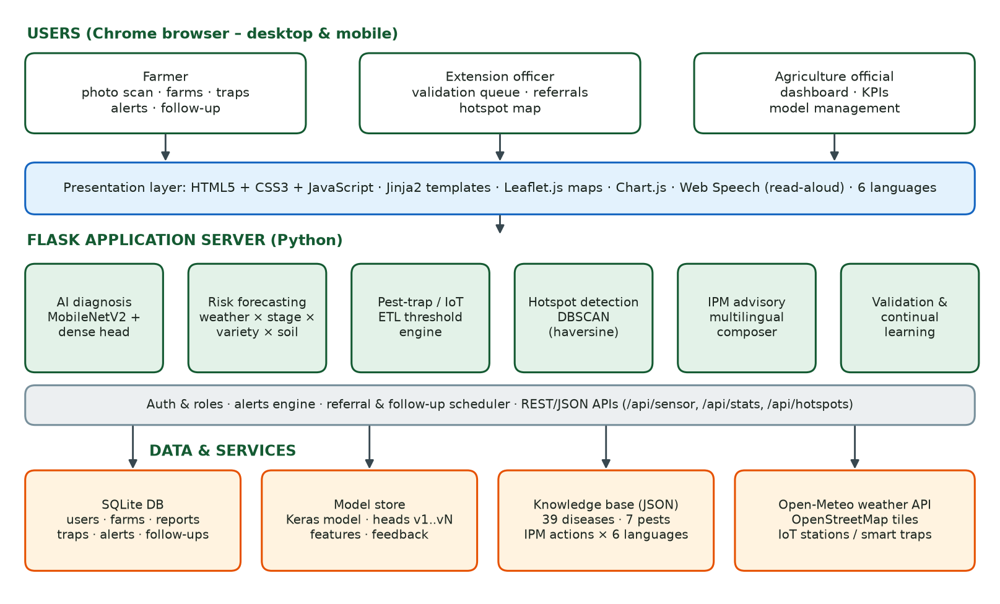 USERS (Chrome browser – desktop & mobile)
Farmer
photo scan · farms · traps
alerts · follow-up
Extension officer
validation queue · referrals
hotspot map
Agriculture official
dashboard · KPIs
model management
Presentation layer: HTML5 + CSS3 + JavaScript · Jinja2 templates · Leaflet.js maps · Chart.js · Web Speech (read-aloud) · 6 languages
FLASK APPLICATION SERVER (Python)
AI diagnosis
MobileNetV2 +
dense head
Risk forecasting
weather × stage ×
variety × soil
Pest-trap / IoT
ETL threshold
engine
Hotspot detection
DBSCAN
(haversine)
IPM advisory
multilingual
composer
Validation &
continual
learning
Auth & roles · alerts engine · referral & follow-up scheduler · REST/JSON APIs (/api/sensor, /api/stats, /api/hotspots)
DATA & SERVICES
SQLite DB
users · farms · reports
traps · alerts · follow-ups
Model store
Keras model · heads v1..vN
features · feedback
Knowledge base (JSON)
39 diseases · 7 pests
IPM actions × 6 languages
Open-Meteo weather API
OpenStreetMap tiles
IoT stations / smart traps